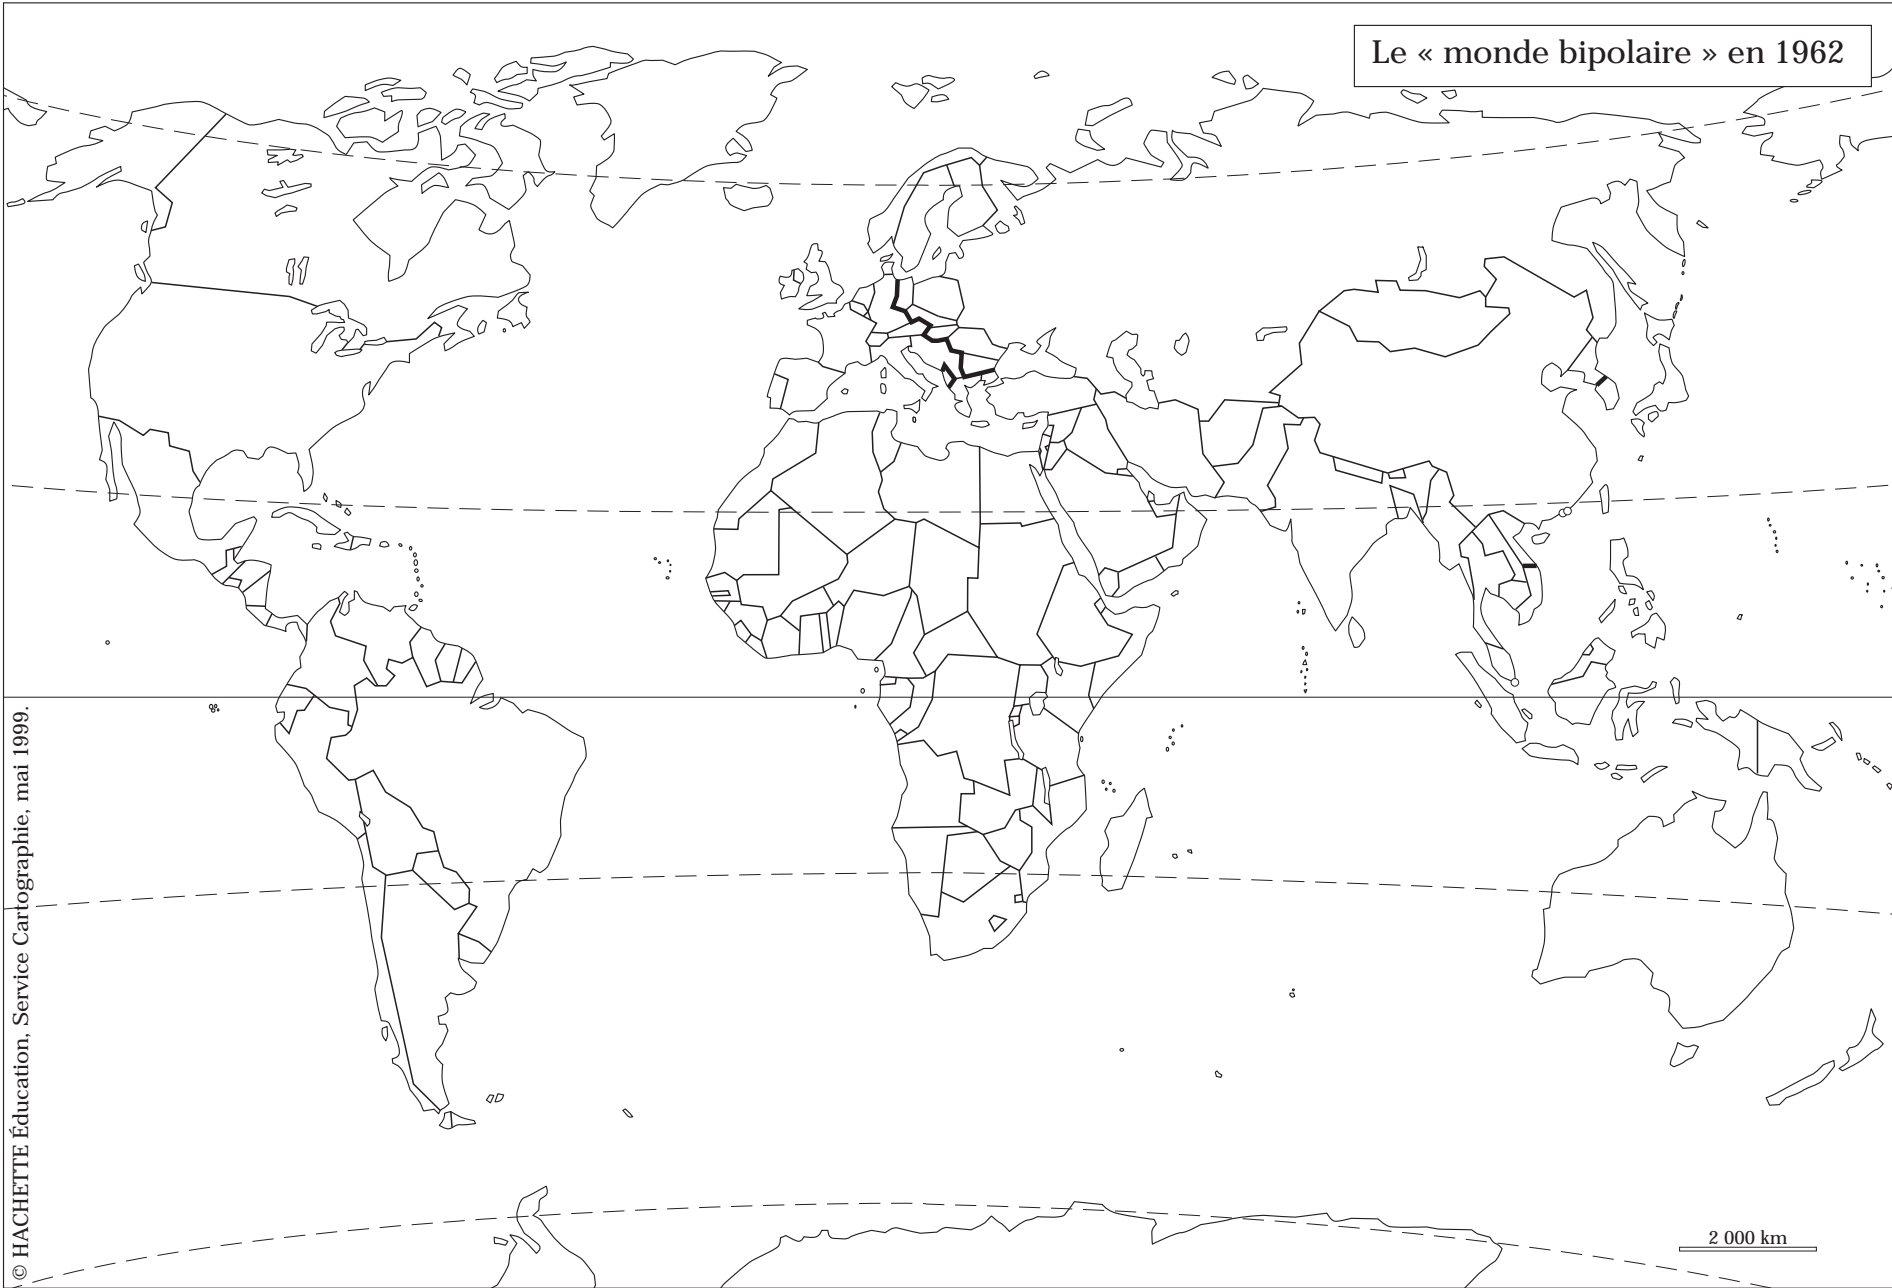 Le « monde bipolaire » en 1962
© HACHETTE Éducation, Service Cartographie, mai 1999.
2 000 km